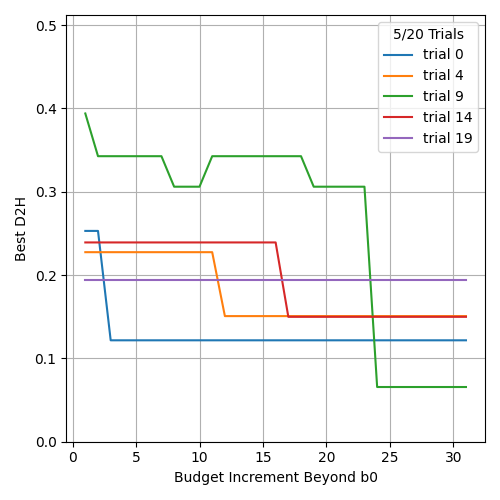 5/20 Trials
trial 0
trial 4
trial 9
trial 14
trial 19
Best D2H
0.5
0.4
0.3
0.2
0.1
0.0
0 5 10 15 20 25 30
Budget Increment Beyond b0